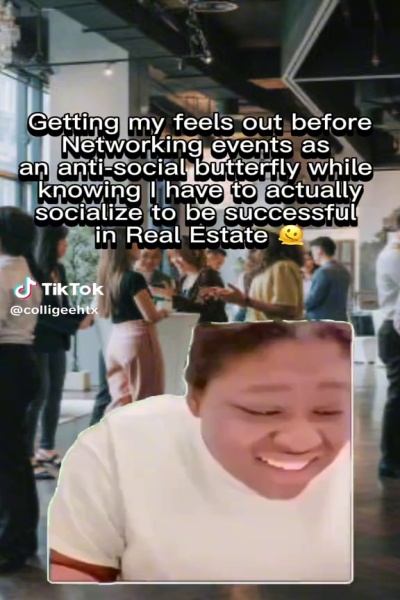 Getting my feels out before
Networking events as
an anti-social butterfly while
knowing I have to actually
socialize to be successful
in Real Estate 🫠
TikTok
@colligeehtx